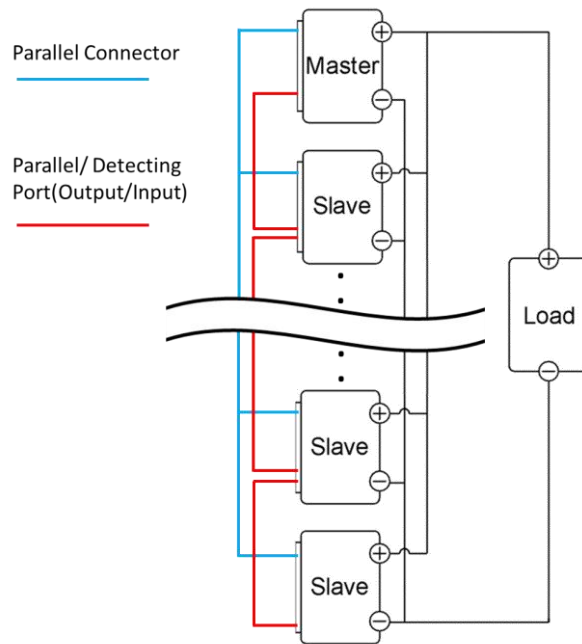 Parallel Connector
Parallel/ Detecting
Port(Output/Input)
+
Master
−
+
Slave
−
+
Load
−
+
Slave
−
+
Slave
−